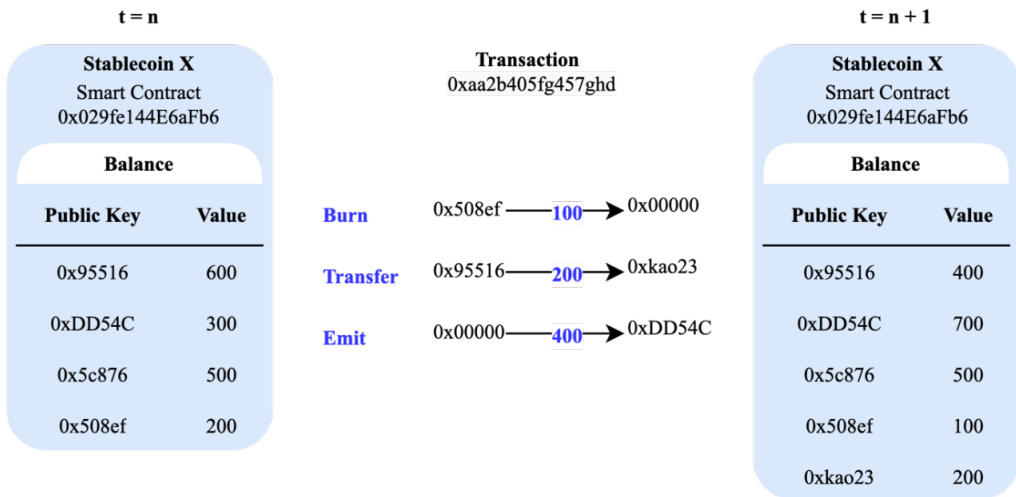 t = n
Stablecoin X
Smart Contract
0x029fe144E6aFb6
Balance
Public Key Value
0x95516 600
0xDD54C 300
0x5c876 500
0x508ef 200
Transaction
0xaa2b405fg457ghd
Burn 0x508ef 100 0x00000
Transfer 0x95516 200 0xkao23
Emit 0x00000 400 0xDD54C
t = n + 1
Stablecoin X
Smart Contract
0x029fe144E6aFb6
Balance
Public Key Value
0x95516 400
0xDD54C 700
0x5c876 500
0x508ef 100
0xkao23 200